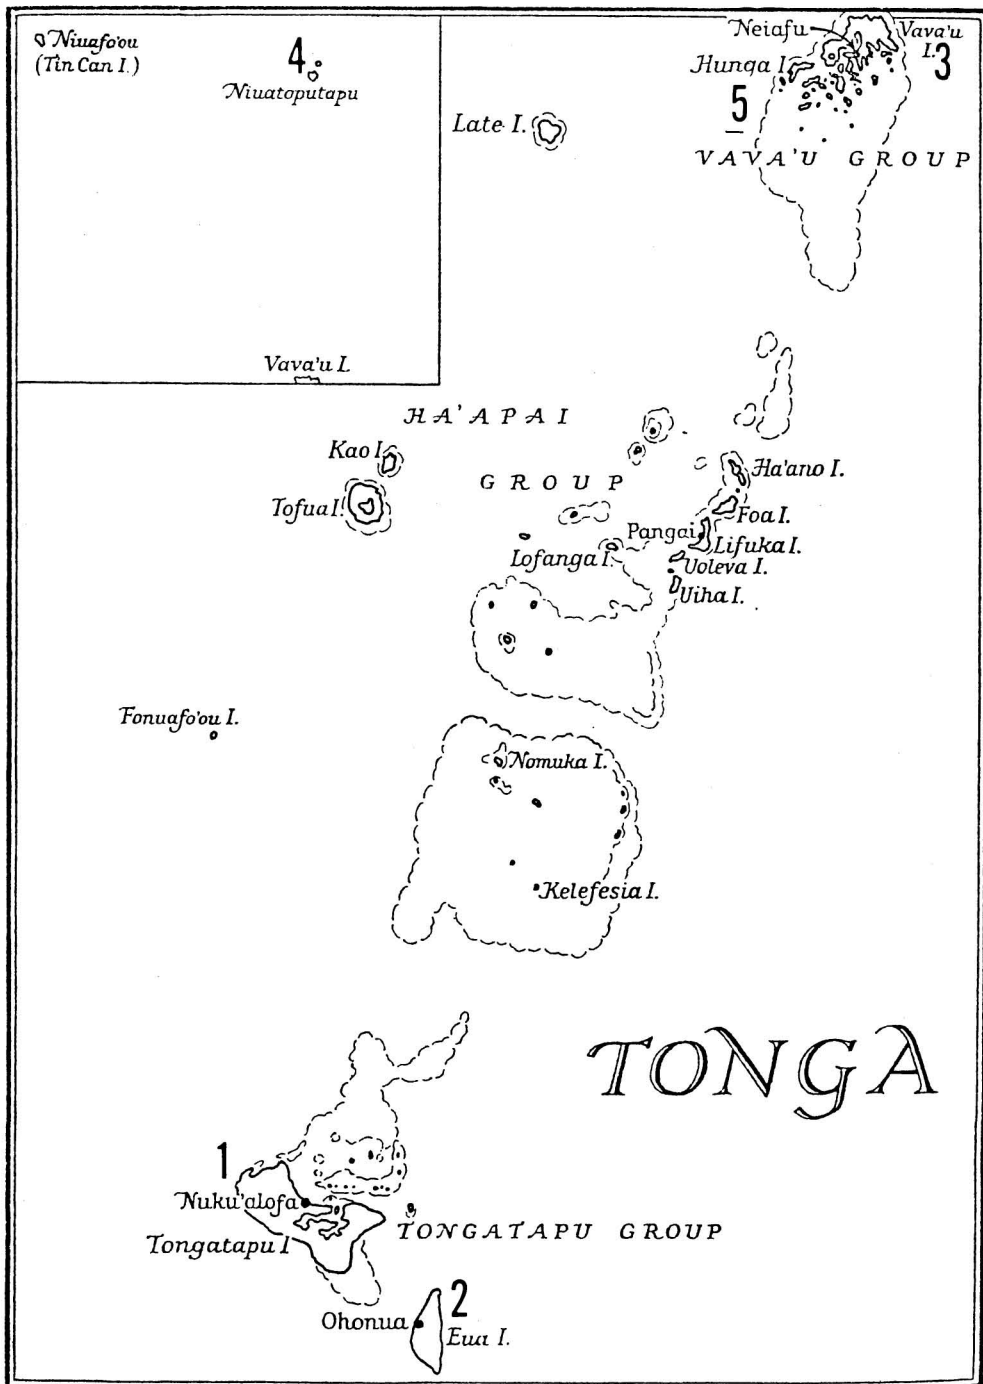 Niuafo'ou
(Tin Can I.)
4
Niuatoputapu
Vava'u I.
Neiafu
Vava'u
I.
3
Hunga I.
5
Late I.
VAVA'U GROUP
HA'APAI
GROUP
Kao I.
Tofua I.
Ha'ano I.
Foa I.
Pangai
Lifuka I.
Lofanga I.
Uoleva I.
Uiha I.
Fonuafo'ou I.
Nomuka I.
Kelefesia I.
TONGA
1
Nuku'alofa
Tongatapu I
TONGATAPU GROUP
2
Ohonua
Eua I.